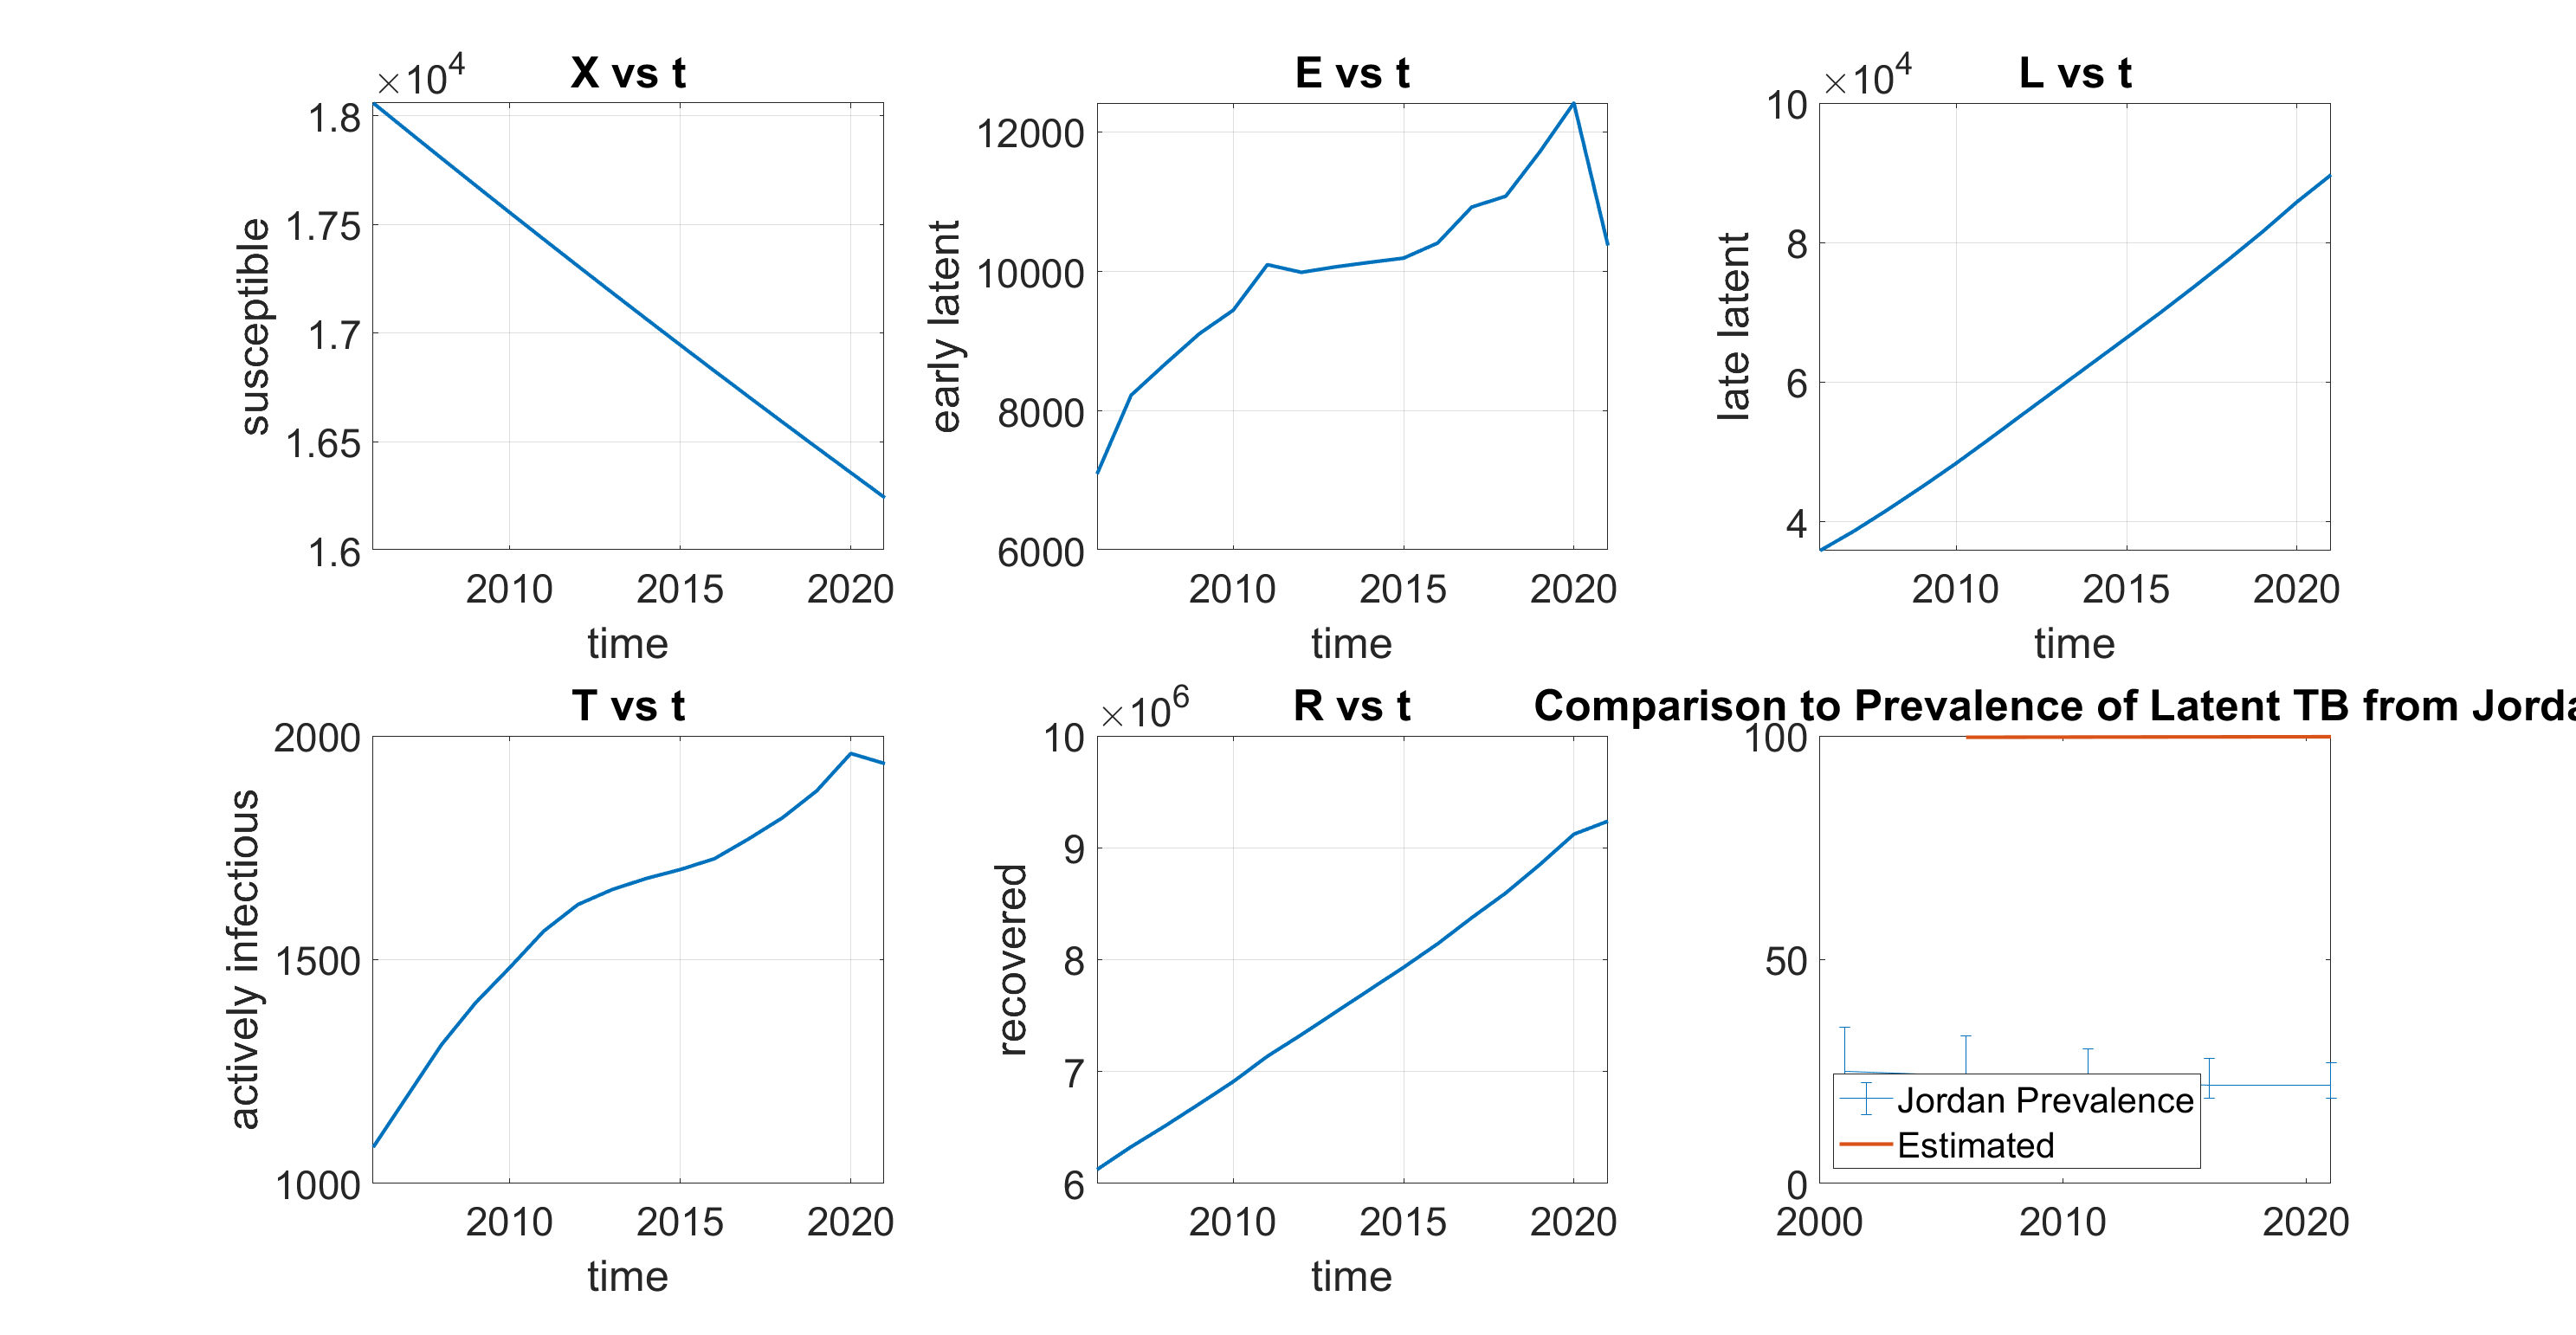 X vs t
×10^4
1.8
1.75
1.7
1.65
1.6
susceptible
2010 2015 2020
time
E vs t
12000
10000
8000
6000
early latent
2010 2015 2020
time
L vs t
×10^4
10
8
6
4
late latent
2010 2015 2020
time
T vs t
2000
1500
1000
actively infectious
2010 2015 2020
time
R vs t
×10^6
10
9
8
7
6
recovered
2010 2015 2020
time
Comparison to Prevalence of Latent TB from Jorda
100
50
0
Jordan Prevalence
Estimated
2000 2010 2020